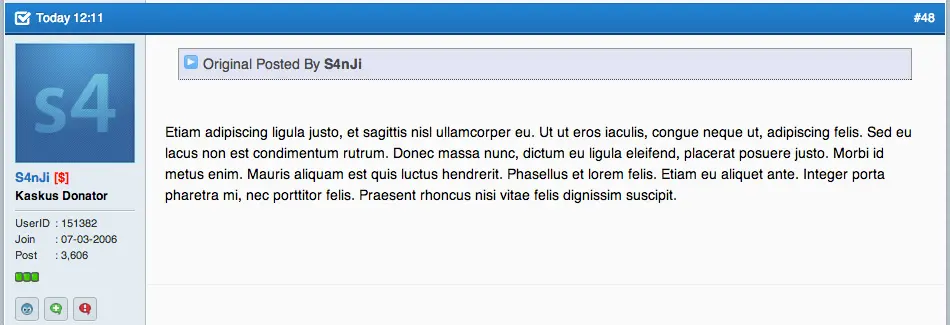 Today 12:11
#48
s4
Original Posted By S4nJi
Etiam adipiscing ligula justo, et sagittis nisl ullamcorper eu. Ut ut eros iaculis, congue neque ut, adipiscing felis. Sed eu
lacus non est condimentum rutrum. Donec massa nunc, dictum eu ligula eleifend, placerat posuere justo. Morbi id
metus enim. Mauris aliquam est quis luctus hendrerit. Phasellus et lorem felis. Etiam eu aliquet ante. Integer porta
pharetra mi, nec porttitor felis. Praesent rhoncus nisi vitae felis dignissim suscipit.
S4nJi [$]
Kaskus Donator
UserID : 151382
Join : 07-03-2006
Post : 3,606